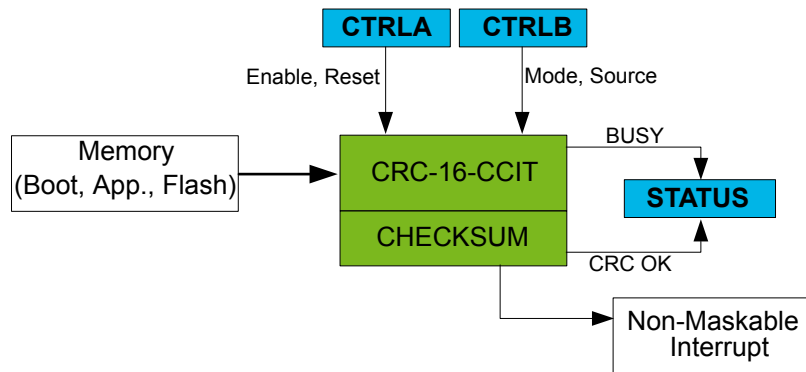 CTRLA CTRLB
Enable, Reset Mode, Source
Memory
(Boot, App., Flash)
CRC-16-CCIT
BUSY
STATUS
CHECKSUM
CRC OK
Non-Maskable
Interrupt